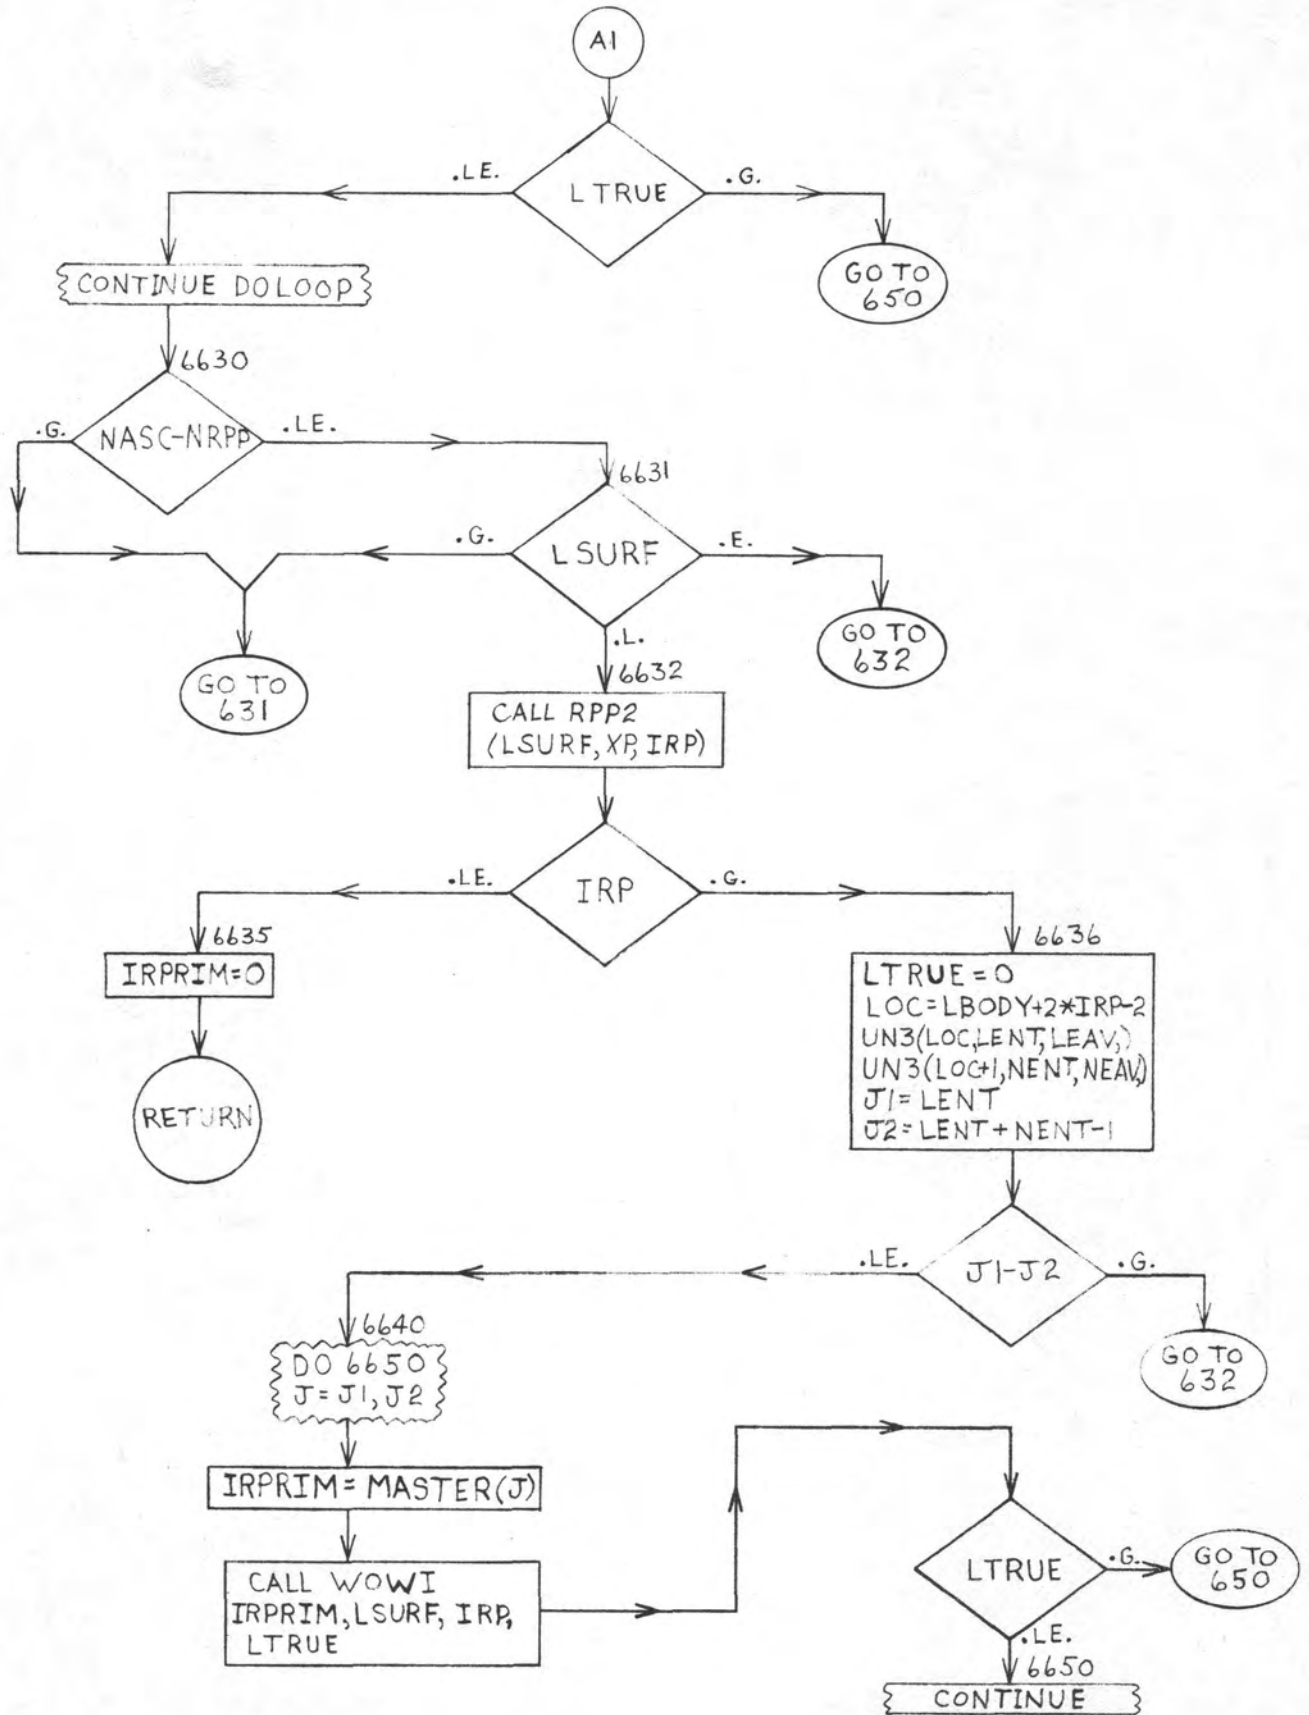 A1
LTRUE
.LE.
.G.
GO TO
650
CONTINUE DO LOOP
6630
NASC-NRPP
.G.
.LE.
6631
LSURF
.G.
.E.
GO TO
631
GO TO
632
.L.
6632
CALL RPP2
(LSURF, XP, IRP)
IRP
.LE.
.G.
6635
IRPRIM=0
RETURN
6636
LTRUE=0
LOC=LBODY+2*IRP-2
UN3(LOC,LENT,LEAV,)
UN3(LOC+1,NENT,NEAV,)
J1=LENT
J2=LENT+NENT-1
J1-J2
.LE.
.G.
GO TO
632
6640
DO 6650
J=J1,J2
IRPRIM=MASTER(J)
CALL WOWI
IRPRIM, LSURF, IRP,
LTRUE
LTRUE
.G.
GO TO
650
.LE.
6650
CONTINUE